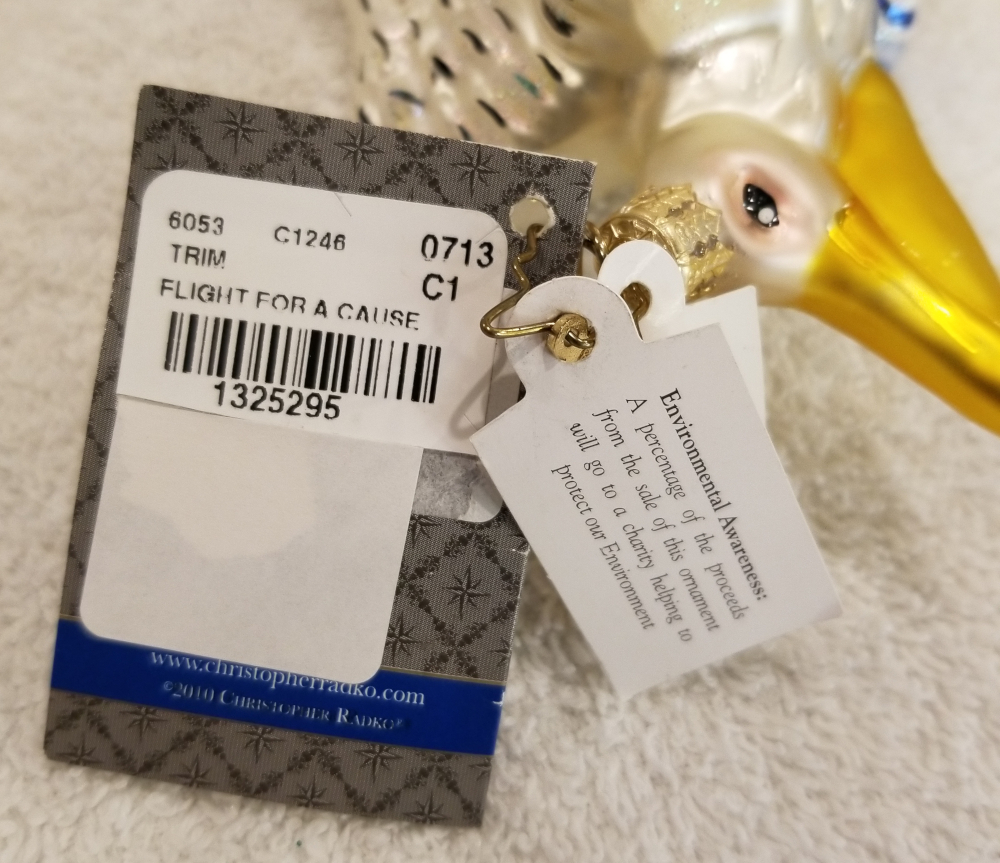 6053 C1246 0713
TRIM C1
FLIGHT FOR A CAUSE
1325295
www.christopherradko.com
©2010 CHRISTOPHER RADKO®
Environmental Awareness:
A percentage of the proceeds
from the sale of this ornament
will go to a charity helping to
protect our Environment